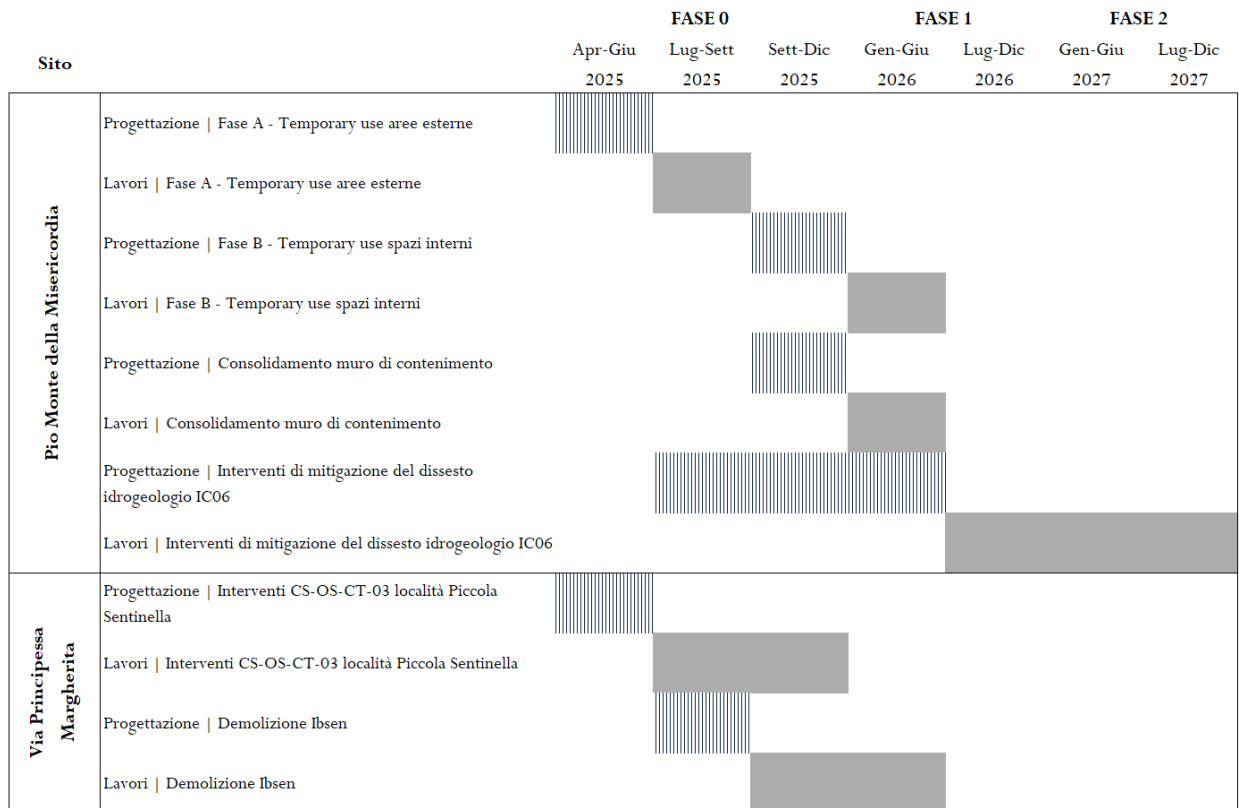 FASE 0 FASE 1 FASE 2
Sito
Apr-Giu Lug-Sett Sett-Dic Gen-Giu Lug-Dic Gen-Giu Lug-Dic
2025 2025 2025 2026 2026 2027 2027
Pio Monte della Misericordia
Progettazione | Fase A - Temporary use aree esterne
Lavori | Fase A - Temporary use aree esterne
Progettazione | Fase B - Temporary use spazi interni
Lavori | Fase B - Temporary use spazi interni
Progettazione | Consolidamento muro di contenimento
Lavori | Consolidamento muro di contenimento
Progettazione | Interventi di mitigazione del dissesto
idrogeologio IC06
Lavori | Interventi di mitigazione del dissesto idrogeologio IC06
Via Principessa
Margherita
Progettazione | Interventi CS-OS-CT-03 località Piccola
Sentinella
Lavori | Interventi CS-OS-CT-03 località Piccola Sentinella
Progettazione | Demolizione Ibsen
Lavori | Demolizione Ibsen